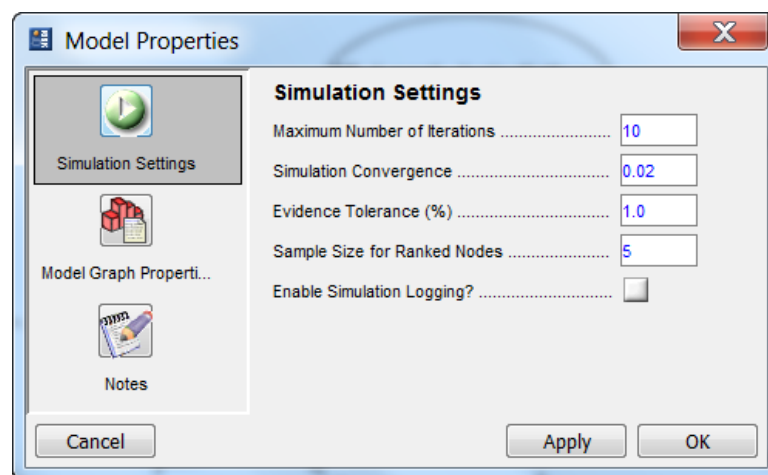 Model Properties
X
Simulation Settings
Model Graph Properti...
Notes
Simulation Settings
Maximum Number of Iterations ........................ 10
Simulation Convergence ................................. 0.02
Evidence Tolerance (%) ................................. 1.0
Sample Size for Ranked Nodes ...................... 5
Enable Simulation Logging? .............................
Cancel
Apply
OK